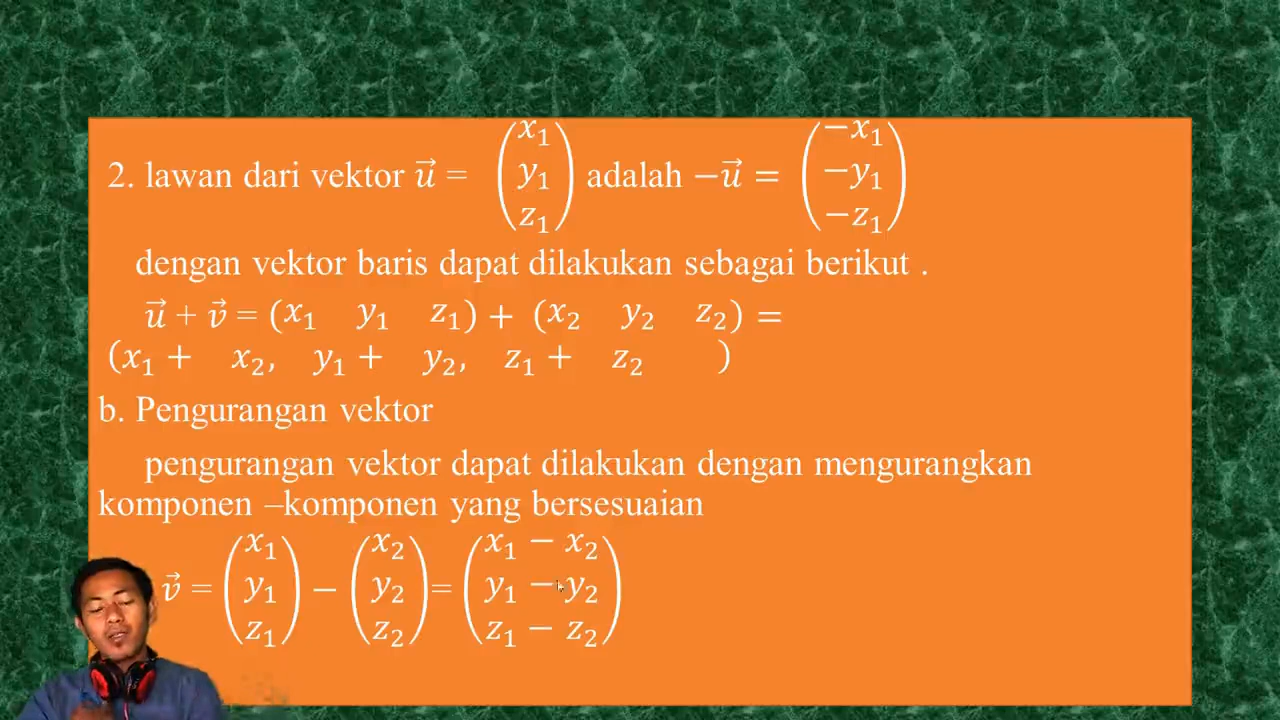 2. lawan dari vektor u⃗ = (x₁ y₁ z₁) adalah −u⃗ = (−x₁ −y₁ −z₁)
dengan vektor baris dapat dilakukan sebagai berikut .
u⃗ + v⃗ = (x₁ y₁ z₁) + (x₂ y₂ z₂) =
(x₁ + x₂, y₁ + y₂, z₁ + z₂ )
b. Pengurangan vektor
pengurangan vektor dapat dilakukan dengan mengurangkan
komponen –komponen yang bersesuaian
v⃗ = (x₁ y₁ z₁) − (x₂ y₂ z₂) = (x₁ − x₂ y₁ − y₂ z₁ − z₂)